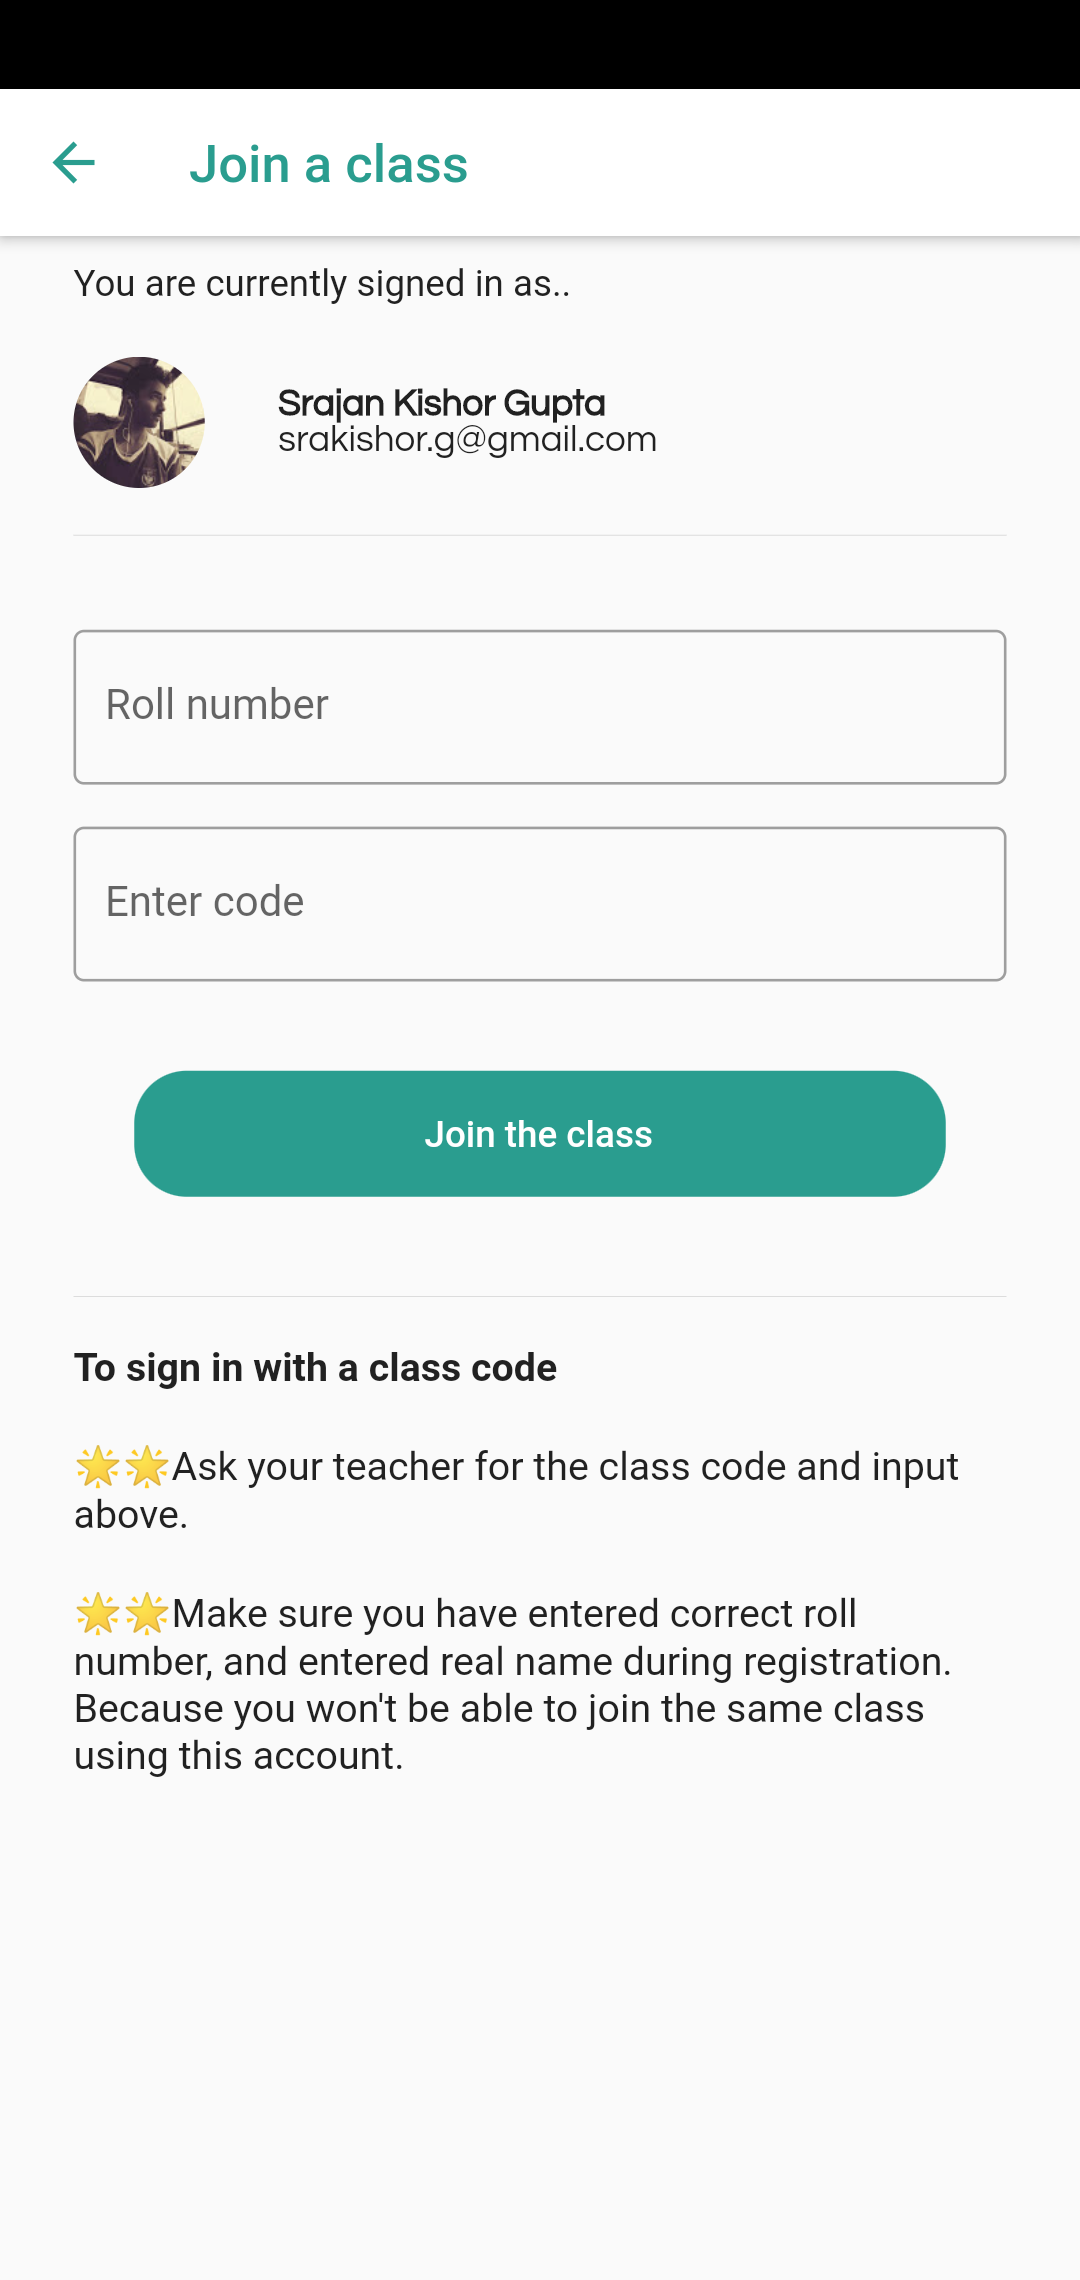 Join a class
You are currently signed in as..
Srajan Kishor Gupta
srakishor.g@gmail.com
Roll number
Enter code
Join the class
To sign in with a class code
🌟🌟Ask your teacher for the class code and input
above.
🌟🌟Make sure you have entered correct roll
number, and entered real name during registration.
Because you won't be able to join the same class
using this account.